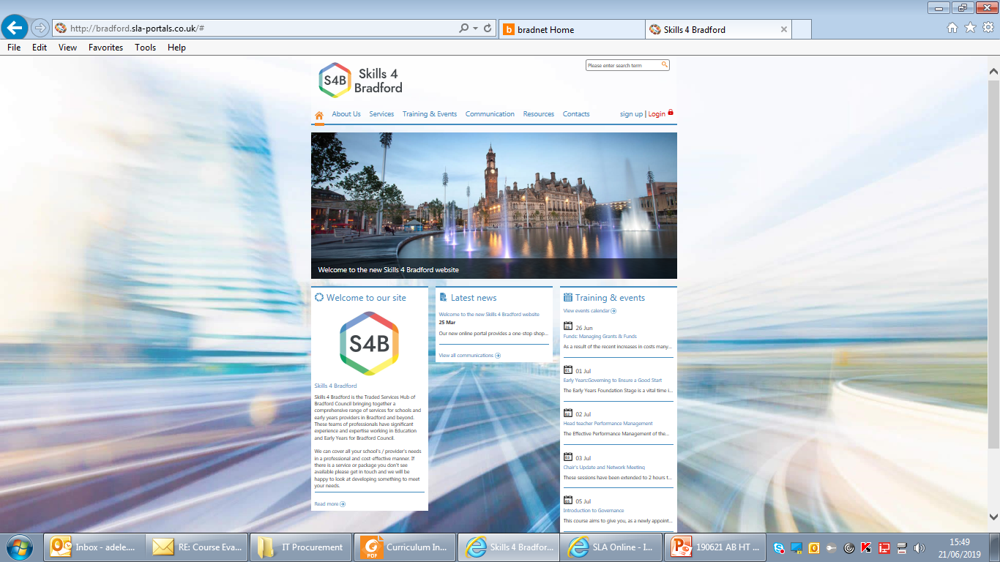 http://bradford.sla-portals.co.uk/#
bradnet Home
Skills 4 Bradford
File Edit View Favorites Tools Help
S4B
Skills 4
Bradford
Please enter search term
About Us Services Training & Events Communication Resources Contacts sign up | Login
Welcome to the new Skills 4 Bradford website
Welcome to our site
S4B
Skills 4 Bradford
Skills 4 Bradford is the Traded Services Hub of
Bradford Council bringing together a
comprehensive range of services for schools and
early years providers in Bradford and beyond.
These teams of professionals have significant
experience and expertise working in Education
and Early Years for Bradford Council.
We can cover all your school's / provider's needs
in a professional and cost-effective manner. If
there is a service or package you don't see
available please get in touch and we will be
happy to look at developing something to meet
your needs.
Read more
Latest news
Welcome to the new Skills 4 Bradford website
25 Mar
Our new online portal provides a one-stop shop...
View all communications
Training & events
View events calendar
26 26 Jun
Funds: Managing Grants & Funds
As a result of the recent increases in costs many...
01 01 Jul
Early Years:Governing to Ensure a Good Start
The Early Years Foundation Stage is a vital time i...
02 02 Jul
Head teacher Performance Management
The Effective Performance Management of the...
03 03 Jul
Chair's Update and Network Meeting
These sessions have been extended to 2 hours t...
05 05 Jul
Introduction to Governance
This course aims to give you, as a newly appoint...
Inbox - adele....
RE: Course Eva...
IT Procurement
PDF
Curriculum In...
Skills 4 Bradfor...
SLA Online - I...
190621 AB HT ...
15:49
21/06/2019